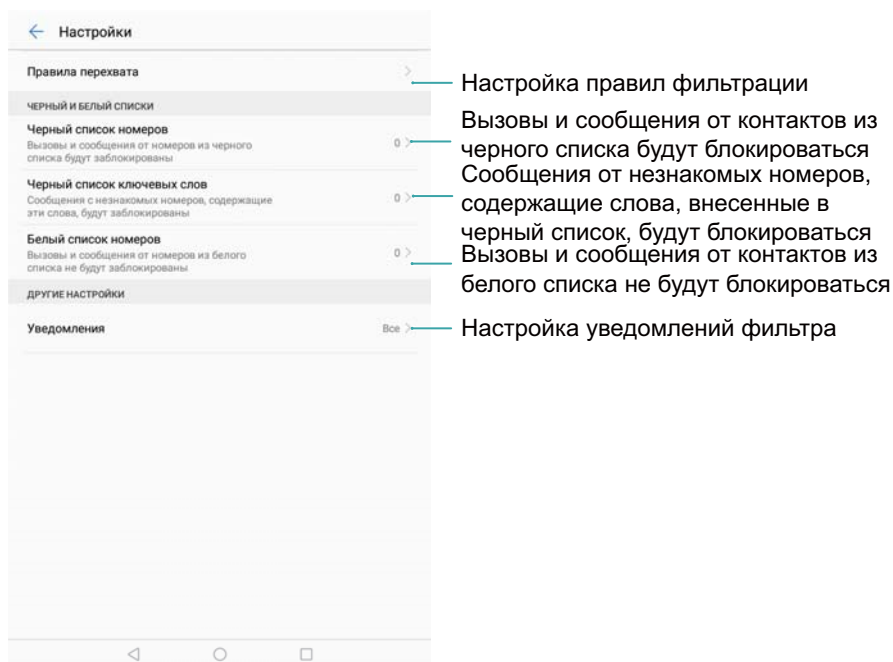 Настройки
Правила перехвата
ЧЕРНЫЙ И БЕЛЫЙ СПИСКИ
Черный список номеров
Вызовы и сообщения от номеров из черного
списка будут заблокированы
0
Черный список ключевых слов
Сообщения с незнакомых номеров, содержащие
эти слова, будут заблокированы
0
Белый список номеров
Вызовы и сообщения от номеров из белого
списка не будут заблокированы
0
ДРУГИЕ НАСТРОЙКИ
Уведомления
Все
Настройка правил фильтрации
Вызовы и сообщения от контактов из
черного списка будут блокироваться
Сообщения от незнакомых номеров,
содержащие слова, внесенные в
черный список, будут блокироваться
Вызовы и сообщения от контактов из
белого списка не будут блокироваться
Настройка уведомлений фильтра